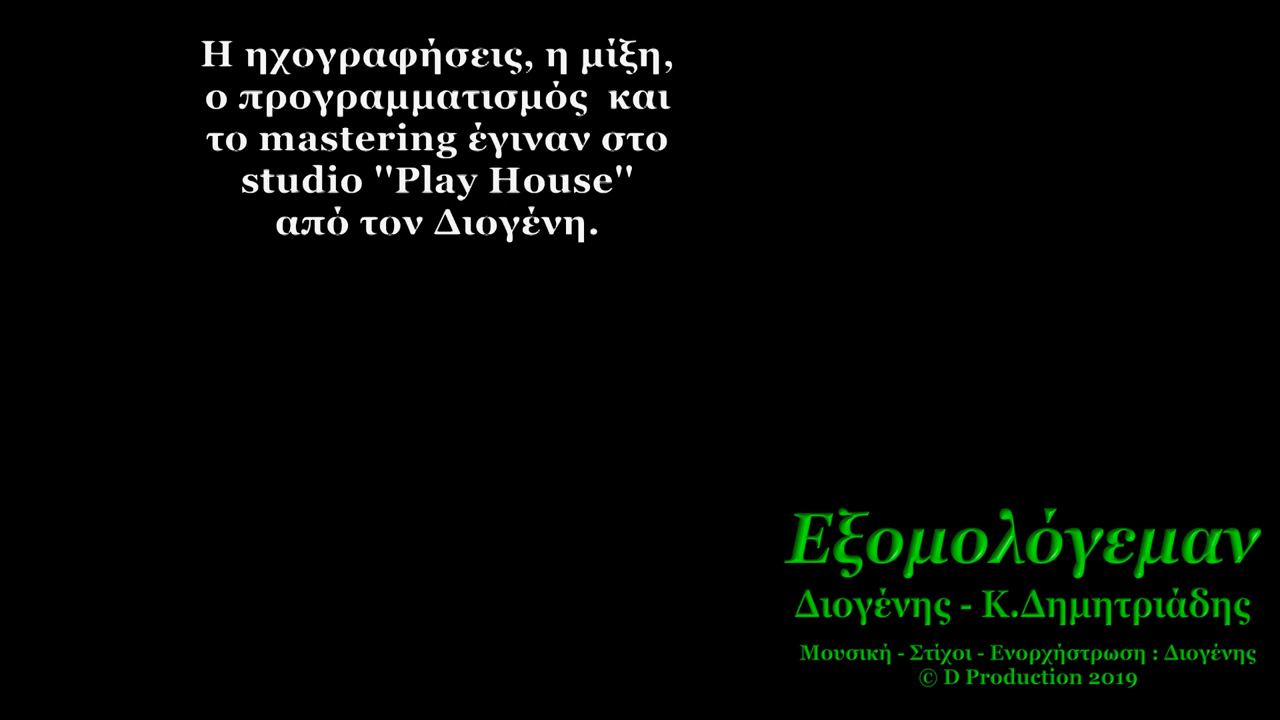 Η ηχογραφήσεις, η μίξη,
ο προγραμματισμός και
το mastering έγιναν στο
studio ''Play House''
από τον Διογένη.
Εξομολόγεμαν
Διογένης - Κ.Δημητριάδης
Μουσική - Στίχοι - Ενορχήστρωση : Διογένης
© D Production 2019